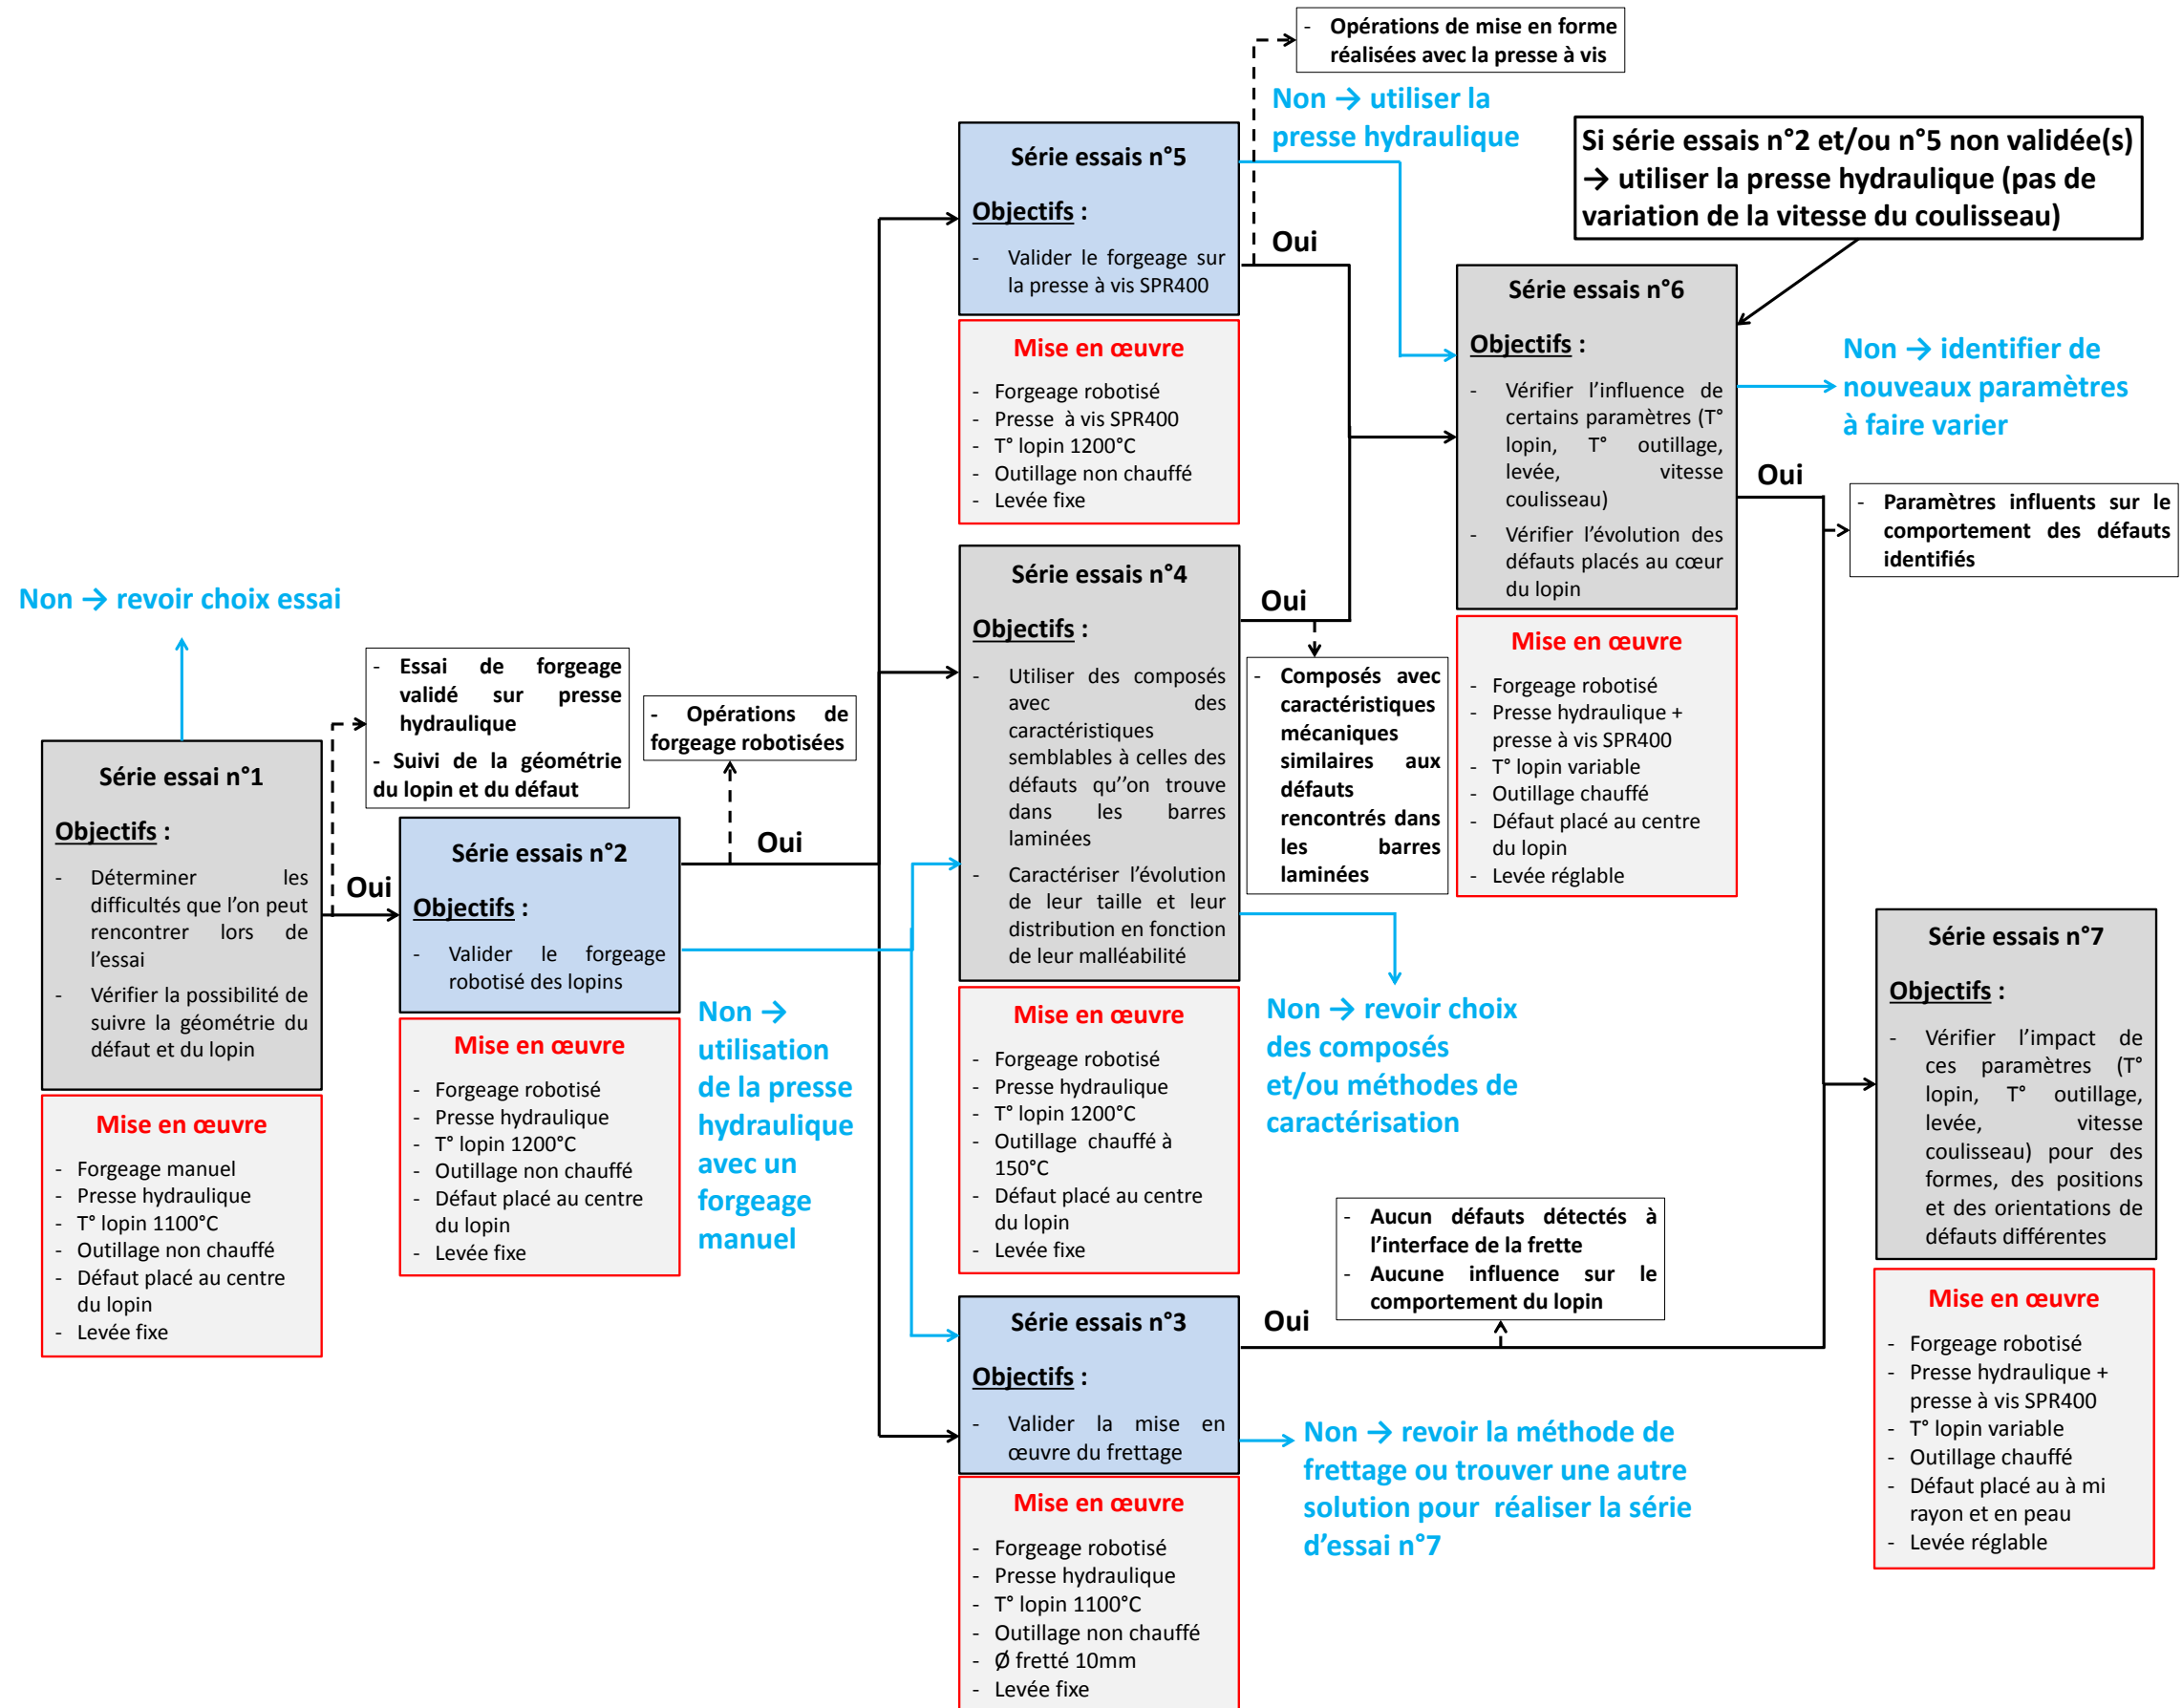 Non → revoir choix essai
Série essai n°1
Objectifs :
- Déterminer les
difficultés que l’on peut
rencontrer lors de
l’essai
- Vérifier la possibilité de
suivre la géométrie du
défaut et du lopin
Mise en œuvre
- Forgeage manuel
- Presse hydraulique
- T° lopin 1100°C
- Outillage non chauffé
- Défaut placé au centre
du lopin
- Levée fixe
Oui
- Essai de forgeage
validé sur presse
hydraulique
- Suivi de la géométrie
du lopin et du défaut
Série essais n°2
Objectifs :
- Valider le forgeage
robotisé des lopins
Mise en œuvre
- Forgeage robotisé
- Presse hydraulique
- T° lopin 1200°C
- Outillage non chauffé
- Défaut placé au centre
du lopin
- Levée fixe
- Opérations de
forgeage robotisées
Oui
Non →
utilisation
de la presse
hydraulique
avec un
forgeage
manuel
Série essais n°5
Objectifs :
- Valider le forgeage sur
la presse à vis SPR400
Mise en œuvre
- Forgeage robotisé
- Presse à vis SPR400
- T° lopin 1200°C
- Outillage non chauffé
- Levée fixe
- Opérations de mise en forme
réalisées avec la presse à vis
Non → utiliser la
presse hydraulique
Oui
Série essais n°4
Objectifs :
- Utiliser des composés
avec des
caractéristiques
semblables à celles des
défauts qu’’on trouve
dans les barres
laminées
- Caractériser l’évolution
de leur taille et leur
distribution en fonction
de leur malléabilité
Mise en œuvre
- Forgeage robotisé
- Presse hydraulique
- T° lopin 1200°C
- Outillage chauffé à
150°C
- Défaut placé au centre
du lopin
- Levée fixe
Oui
- Composés avec
caractéristiques
mécaniques
similaires aux
défauts
rencontrés dans
les barres
laminées
Non → revoir choix
des composés
et/ou méthodes de
caractérisation
Série essais n°3
Objectifs :
- Valider la mise en
œuvre du frettage
Mise en œuvre
- Forgeage robotisé
- Presse hydraulique
- T° lopin 1100°C
- Outillage non chauffé
- Ø fretté 10mm
- Levée fixe
Oui
- Aucun défauts détectés à
l’interface de la frette
- Aucune influence sur le
comportement du lopin
Non → revoir la méthode de
frettage ou trouver une autre
solution pour réaliser la série
d’essai n°7
Si série essais n°2 et/ou n°5 non validée(s)
→ utiliser la presse hydraulique (pas de
variation de la vitesse du coulisseau)
Série essais n°6
Objectifs :
- Vérifier l’influence de
certains paramètres (T°
lopin, T° outillage,
levée, vitesse
coulisseau)
- Vérifier l’évolution des
défauts placés au cœur
du lopin
Mise en œuvre
- Forgeage robotisé
- Presse hydraulique +
presse à vis SPR400
- T° lopin variable
- Outillage chauffé
- Défaut placé au centre
du lopin
- Levée réglable
Non → identifier de
nouveaux paramètres
à faire varier
Oui
- Paramètres influents sur le
comportement des défauts
identifiés
Série essais n°7
Objectifs :
- Vérifier l’impact de
ces paramètres (T°
lopin, T° outillage,
levée, vitesse
coulisseau) pour des
formes, des positions
et des orientations de
défauts différentes
Mise en œuvre
- Forgeage robotisé
- Presse hydraulique +
presse à vis SPR400
- T° lopin variable
- Outillage chauffé
- Défaut placé au à mi
rayon et en peau
- Levée réglable